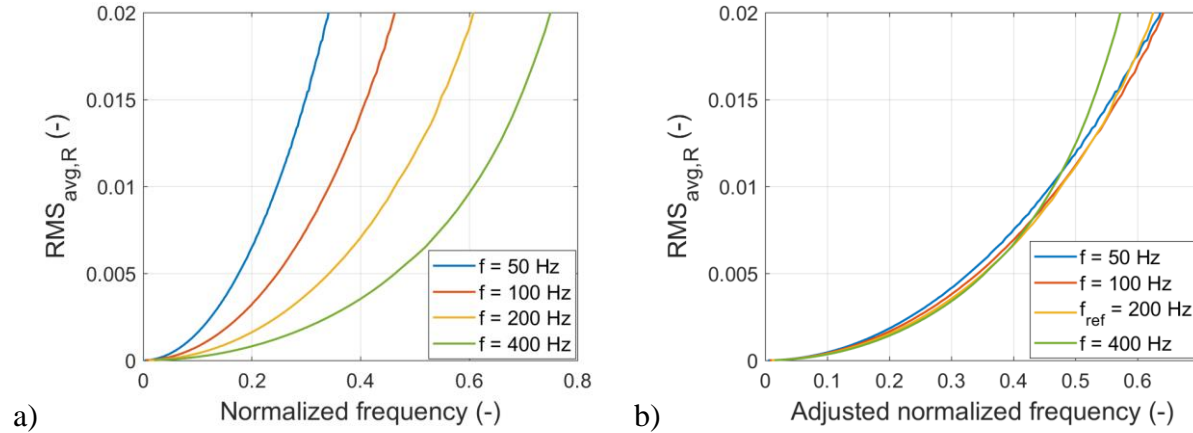 0.02
0.015
0.01
0.005
0
0 0.2 0.4 0.6 0.8
RMS_avg,R (-)
Normalized frequency (-)
f = 50 Hz
f = 100 Hz
f = 200 Hz
f = 400 Hz
a)
0.02
0.015
0.01
0.005
0
0 0.1 0.2 0.3 0.4 0.5 0.6
RMS_avg,R (-)
Adjusted normalized frequency (-)
f = 50 Hz
f = 100 Hz
f_ref = 200 Hz
f = 400 Hz
b)